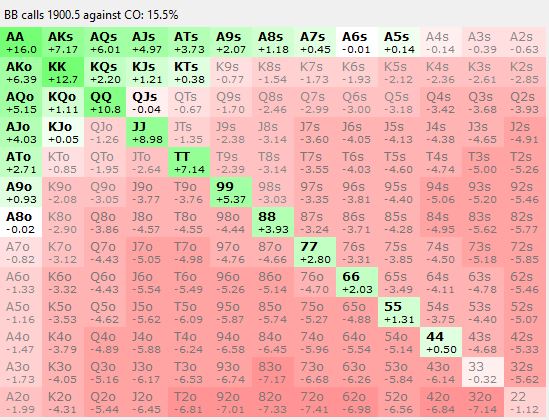 BB calls 1900.5 against CO: 15.5%
AA AKs AQs AJs ATs A9s A8s A7s A6s A5s A4s A3s A2s
+16.0 +7.17 +6.01 +4.97 +3.73 +2.07 +1.18 +0.45 -0.01 +0.14 -0.14 -0.39 -0.63
AKo KK KQs KJs KTs K9s K8s K7s K6s K5s K4s K3s K2s
+6.39 +12.7 +2.20 +1.21 +0.38 -0.77 -1.54 -1.73 -1.93 -2.12 -2.36 -2.61 -2.85
AQo KQo QQ QJs QTs Q9s Q8s Q7s Q6s Q5s Q4s Q3s Q2s
+5.15 +1.11 +10.8 -0.04 -0.67 -1.70 -2.46 -2.99 -3.00 -3.18 -3.42 -3.68 -3.93
AJo KJo QJo JJ JTs J9s J8s J7s J6s J5s J4s J3s J2s
+4.03 +0.05 -1.26 +8.98 -1.35 -2.38 -3.14 -3.60 -4.05 -4.13 -4.38 -4.65 -4.91
ATo KTo QTo JTo TT T9s T8s T7s T6s T5s T4s T3s T2s
+2.71 -0.85 -1.95 -2.64 +7.14 -2.39 -3.14 -3.55 -4.03 -4.60 -4.74 -5.00 -5.26
A9o K9o Q9o J9o T9o 99 98s 97s 96s 95s 94s 93s 92s
+0.93 -2.08 -3.05 -3.77 -3.76 +5.37 -3.03 -3.35 -3.81 -4.40 -5.06 -5.20 -5.46
A8o K8o Q8o J8o T8o 98o 88 87s 86s 85s 84s 83s 82s
-0.02 -2.90 -3.86 -4.57 -4.55 -4.44 +3.93 -3.24 -3.71 -4.28 -4.95 -5.62 -5.77
A7o K7o Q7o J7o T7o 97o 87o 77 76s 75s 74s 73s 72s
-0.82 -3.12 -4.43 -5.05 -4.98 -4.76 -4.66 +2.80 -3.31 -3.85 -4.50 -5.18 -5.85
A6o K6o Q6o J6o T6o 96o 86o 76o 66 65s 64s 63s 62s
-1.33 -3.32 -4.43 -5.54 -5.49 -5.26 -5.14 -4.70 +2.03 -3.49 -4.11 -4.78 -5.46
A5o K5o Q5o J5o T5o 95o 85o 75o 65o 55 54s 53s 52s
-1.16 -3.53 -4.62 -5.62 -6.09 -5.87 -5.74 -5.27 -4.88 +1.31 -3.75 -4.40 -5.07
A4o K4o Q4o J4o T4o 94o 84o 74o 64o 54o 44 43s 42s
-1.47 -3.79 -4.89 -5.88 -6.24 -6.58 -6.45 -5.96 -5.54 -5.14 +0.50 -4.68 -5.33
A3o K3o Q3o J3o T3o 93o 83o 73o 63o 53o 43o 33 32s
-1.73 -4.05 -5.16 -6.17 -6.53 -6.74 -7.17 -6.68 -6.26 -5.84 -6.14 -0.32 -5.62
A2o K2o Q2o J2o T2o 92o 82o 72o 62o 52o 42o 32o 22
-1.99 -4.31 -5.44 -6.45 -6.81 -7.01 -7.33 -7.41 -6.98 -6.56 -6.84 -7.14 -1.12